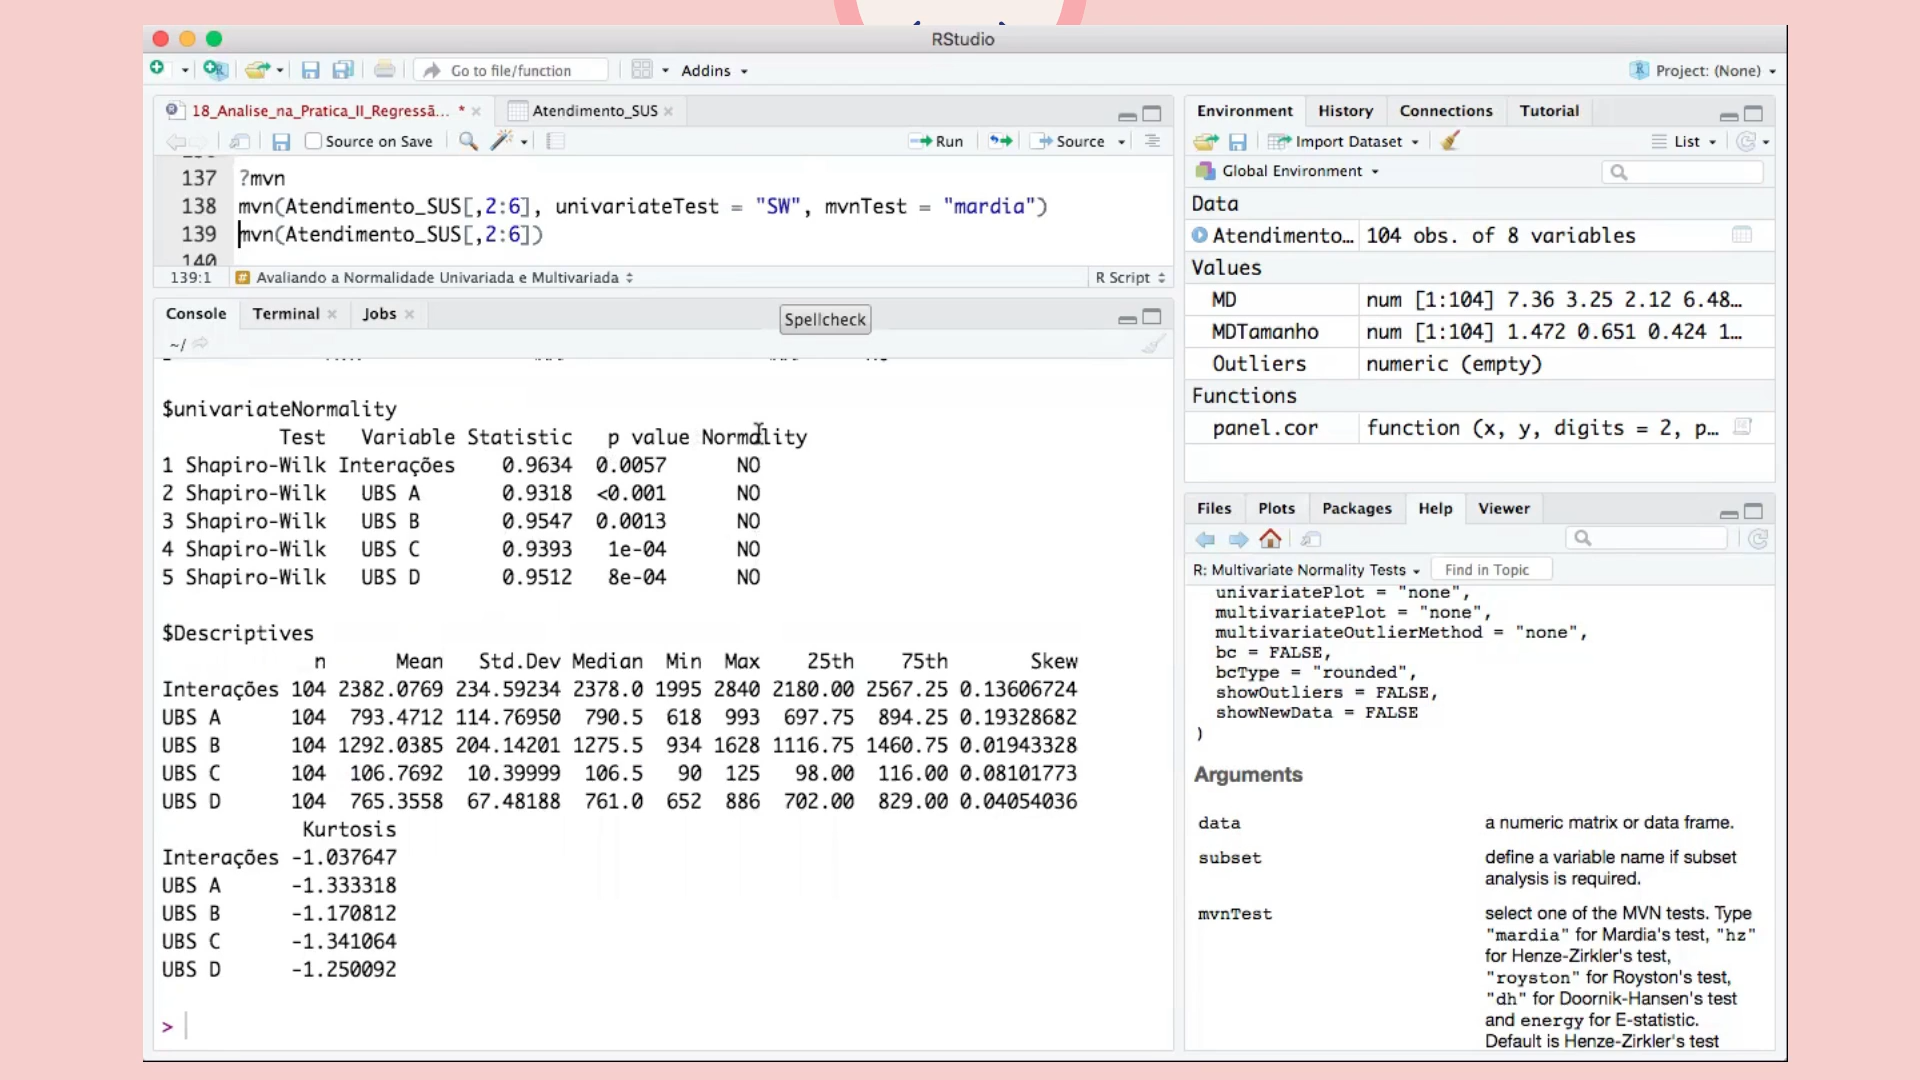 RStudio
Go to file/function
Addins
Project: (None)
18_Analise_na_Pratica_II_Regressã... *
Atendimento_SUS
Source on Save
Run
Source
137 ?mvn
138 mvn(Atendimento_SUS[,2:6], univariateTest = "SW", mvnTest = "mardia")
139 mvn(Atendimento_SUS[,2:6])
140
139:1 Avaliando a Normalidade Univariada e Multivariada
R Script
Console Terminal Jobs
Spellcheck
~/
$univariateNormality
Test Variable Statistic p value Normality
1 Shapiro-Wilk Interações 0.9634 0.0057 NO
2 Shapiro-Wilk UBS A 0.9318 <0.001 NO
3 Shapiro-Wilk UBS B 0.9547 0.0013 NO
4 Shapiro-Wilk UBS C 0.9393 1e-04 NO
5 Shapiro-Wilk UBS D 0.9512 8e-04 NO
$Descriptives
n Mean Std.Dev Median Min Max 25th 75th Skew
Interações 104 2382.0769 234.59234 2378.0 1995 2840 2180.00 2567.25 0.13606724
UBS A 104 793.4712 114.76950 790.5 618 993 697.75 894.25 0.19328682
UBS B 104 1292.0385 204.14201 1275.5 934 1628 1116.75 1460.75 0.01943328
UBS C 104 106.7692 10.39999 106.5 90 125 98.00 116.00 0.08101773
UBS D 104 765.3558 67.48188 761.0 652 886 702.00 829.00 0.04054036
Kurtosis
Interações -1.037647
UBS A -1.333318
UBS B -1.170812
UBS C -1.341064
UBS D -1.250092
>
Environment History Connections Tutorial
Import Dataset
List
Global Environment
Data
Atendimento... 104 obs. of 8 variables
Values
MD num [1:104] 7.36 3.25 2.12 6.48...
MDTamanho num [1:104] 1.472 0.651 0.424 1...
Outliers numeric (empty)
Functions
panel.cor function (x, y, digits = 2, p...
Files Plots Packages Help Viewer
R: Multivariate Normality Tests
Find in Topic
univariatePlot = "none",
multivariatePlot = "none",
multivariateOutlierMethod = "none",
bc = FALSE,
bcType = "rounded",
showOutliers = FALSE,
showNewData = FALSE
)
Arguments
data a numeric matrix or data frame.
subset define a variable name if subset
analysis is required.
mvnTest select one of the MVN tests. Type
"mardia" for Mardia's test, "hz"
for Henze-Zirkler's test,
"royston" for Royston's test,
"dh" for Doornik-Hansen's test
and energy for E-statistic.
Default is Henze-Zirkler's test